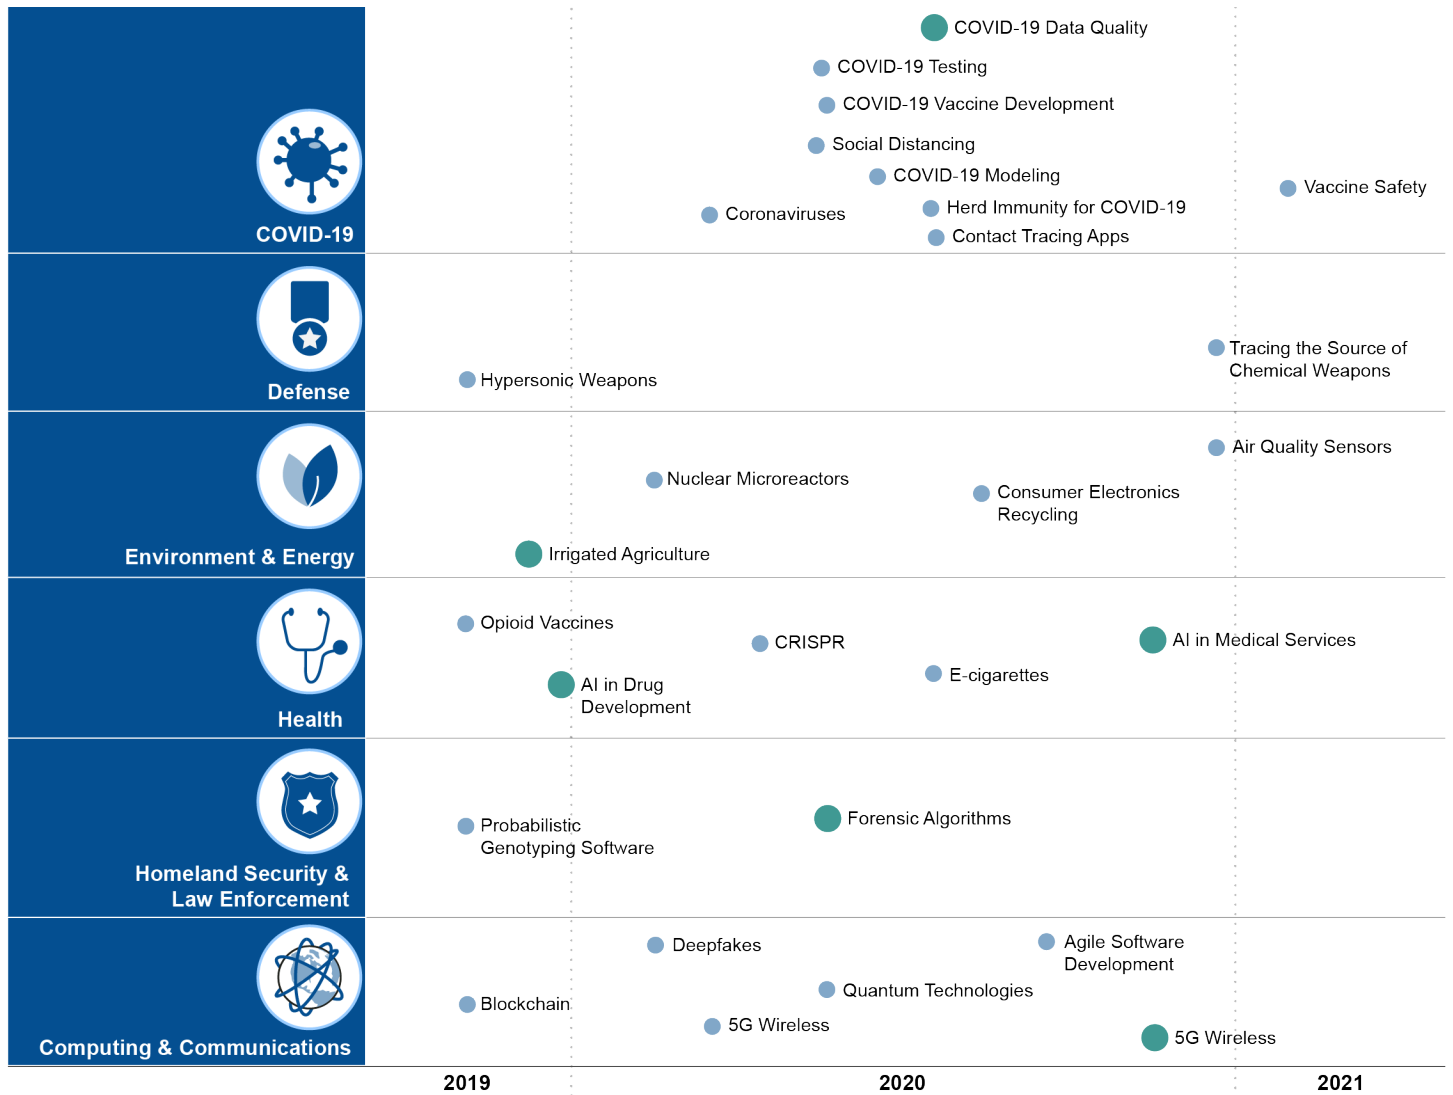 COVID-19 Data Quality
COVID-19 Testing
COVID-19 Vaccine Development
Social Distancing
COVID-19 Modeling
Vaccine Safety
Herd Immunity for COVID-19
Coronaviruses
Contact Tracing Apps
COVID-19
Tracing the Source of
Chemical Weapons
Hypersonic Weapons
Defense
Air Quality Sensors
Nuclear Microreactors
Consumer Electronics
Recycling
Irrigated Agriculture
Environment & Energy
Opioid Vaccines
CRISPR
AI in Medical Services
E-cigarettes
AI in Drug
Development
Health
Forensic Algorithms
Probabilistic
Genotyping Software
Homeland Security &
Law Enforcement
Deepfakes
Agile Software
Development
Quantum Technologies
Blockchain
5G Wireless
5G Wireless
Computing & Communications
2019
2020
2021